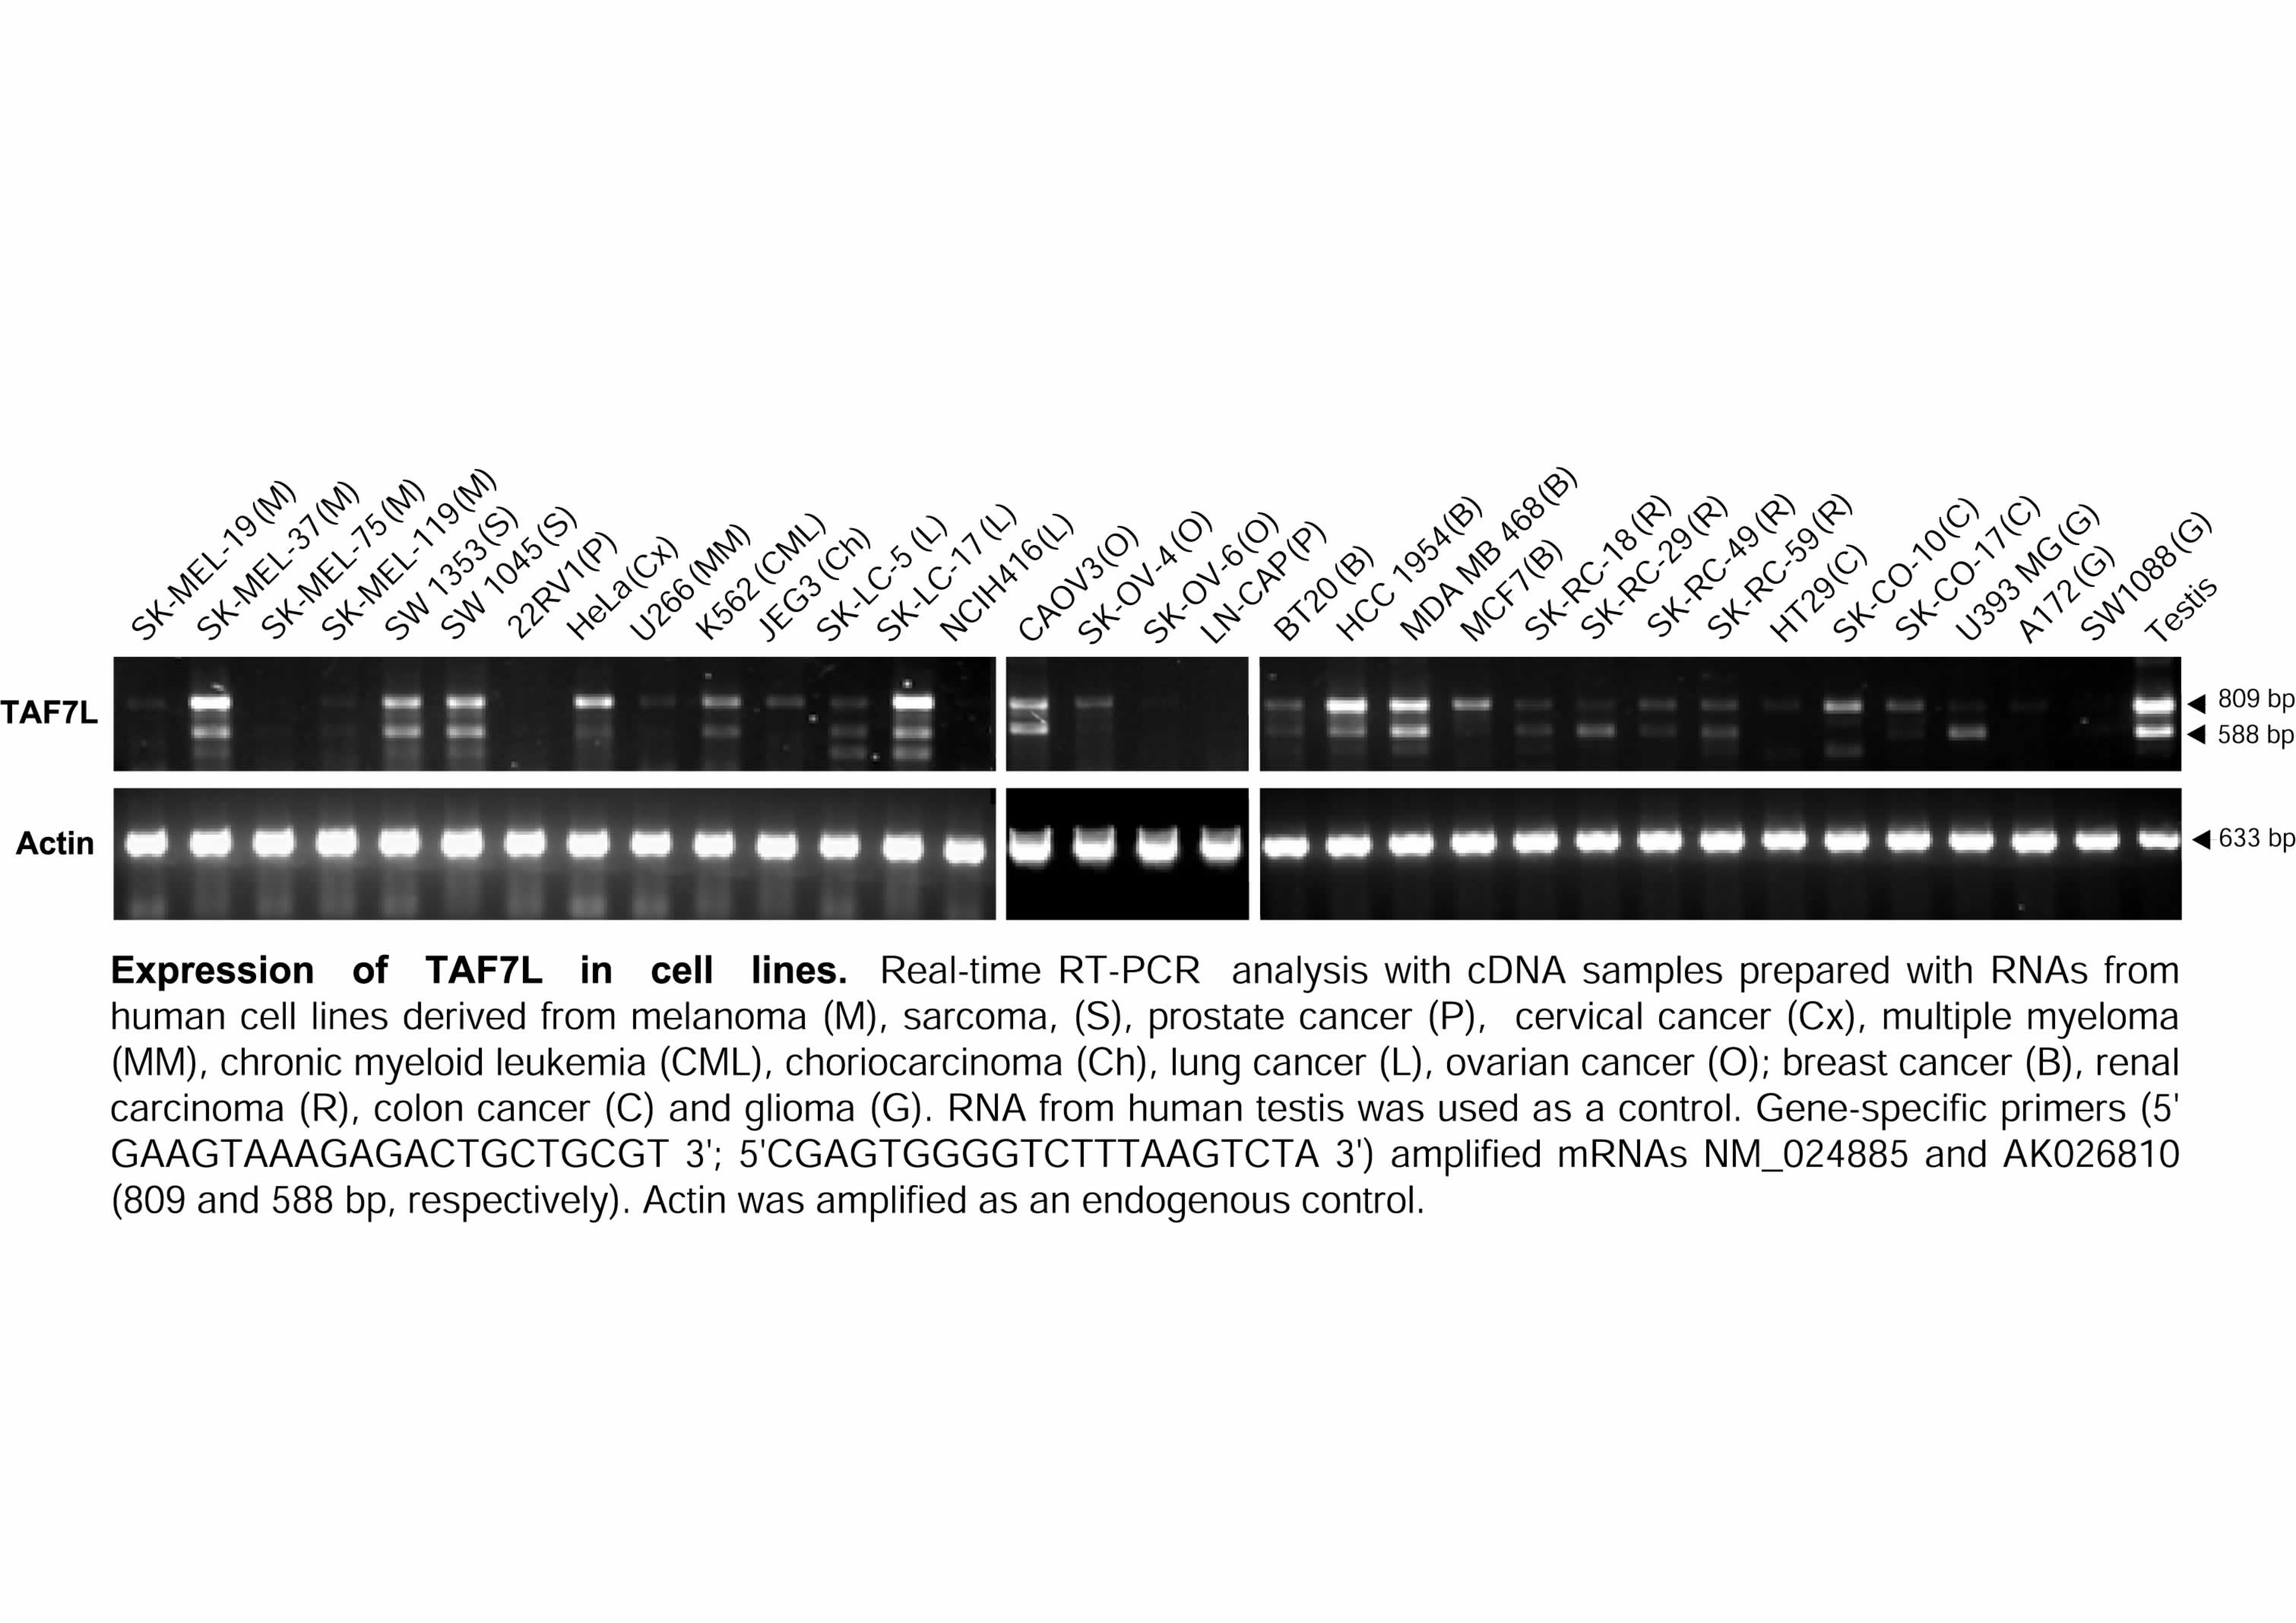 SK-MEL-19 (M)
SK-MEL-37 (M)
SK-MEL-75 (M)
SK-MEL-119 (M)
SW 1353 (S)
SW 1045 (S)
22RV1 (P)
HeLa (Cx)
U266 (MM)
K562 (CML)
JEG3 (Ch)
SK-LC-5 (L)
SK-LC-17 (L)
NCIH416 (L)
CAOV3 (O)
SK-OV-4 (O)
SK-OV-6 (O)
LN-CAP (P)
BT20 (B)
HCC 1954 (B)
MDA MB 468 (B)
MCF7 (B)
SK-RC-18 (R)
SK-RC-29 (R)
SK-RC-49 (R)
SK-RC-59 (R)
HT29 (C)
SK-CO-10 (C)
SK-CO-17 (C)
U393 MG (G)
A172 (G)
SW1088 (G)
Testis
TAF7L
809 bp
588 bp
Actin
633 bp
Expression of TAF7L in cell lines. Real-time RT-PCR analysis with cDNA samples prepared with RNAs from
human cell lines derived from melanoma (M), sarcoma, (S), prostate cancer (P), cervical cancer (Cx), multiple myeloma
(MM), chronic myeloid leukemia (CML), choriocarcinoma (Ch), lung cancer (L), ovarian cancer (O); breast cancer (B), renal
carcinoma (R), colon cancer (C) and glioma (G). RNA from human testis was used as a control. Gene-specific primers (5'
GAAGTAAAGAGACTGCTGCGT 3'; 5'CGAGTGGGGTCTTTAAGTCTA 3') amplified mRNAs NM_024885 and AK026810
(809 and 588 bp, respectively). Actin was amplified as an endogenous control.